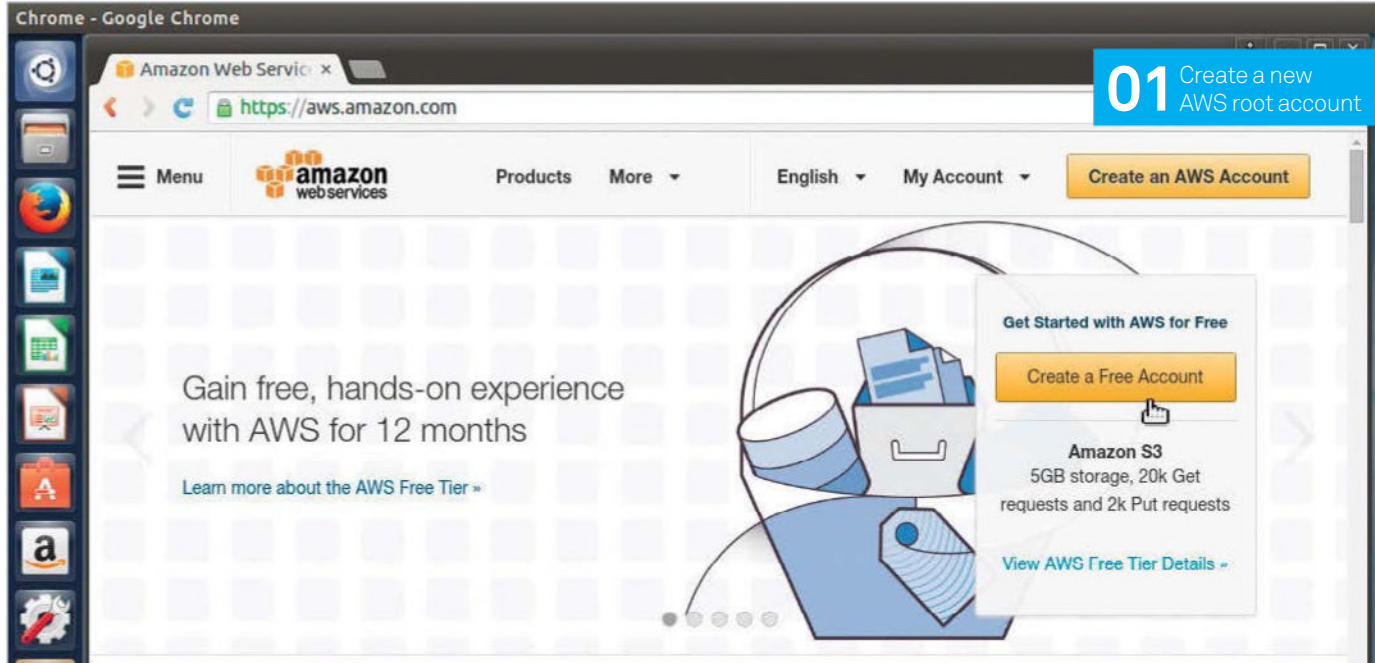 Chrome - Google Chrome
Amazon Web Servic ×
01 Create a new
AWS root account
https://aws.amazon.com
Menu
amazon
webservices
Products
More
English
My Account
Create an AWS Account
Gain free, hands-on experience
with AWS for 12 months
Learn more about the AWS Free Tier »
Get Started with AWS for Free
Create a Free Account
Amazon S3
5GB storage, 20k Get
requests and 2k Put requests
View AWS Free Tier Details »
A
a